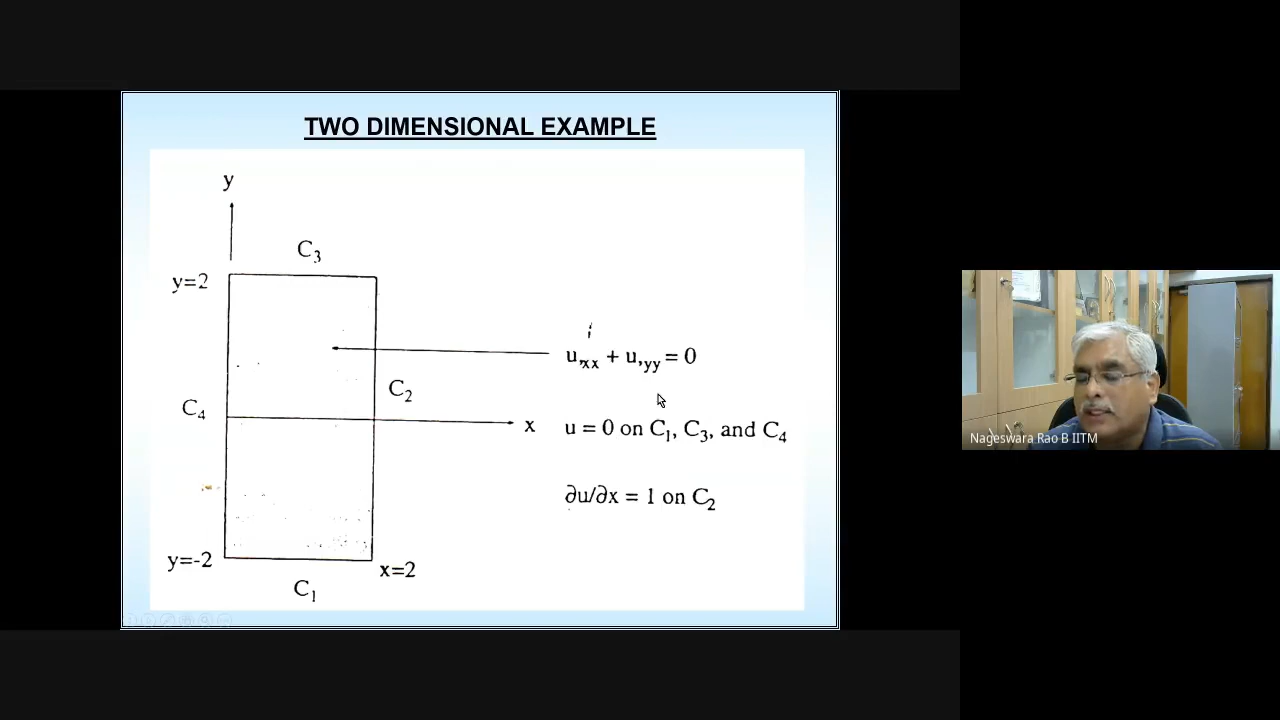 TWO DIMENSIONAL EXAMPLE
y
C3
y=2
u,xx + u,yy = 0
C2
C4
x
u = 0 on C1, C3, and C4
∂u/∂x = 1 on C2
y=-2
x=2
C1
Nageswara Rao B IITM